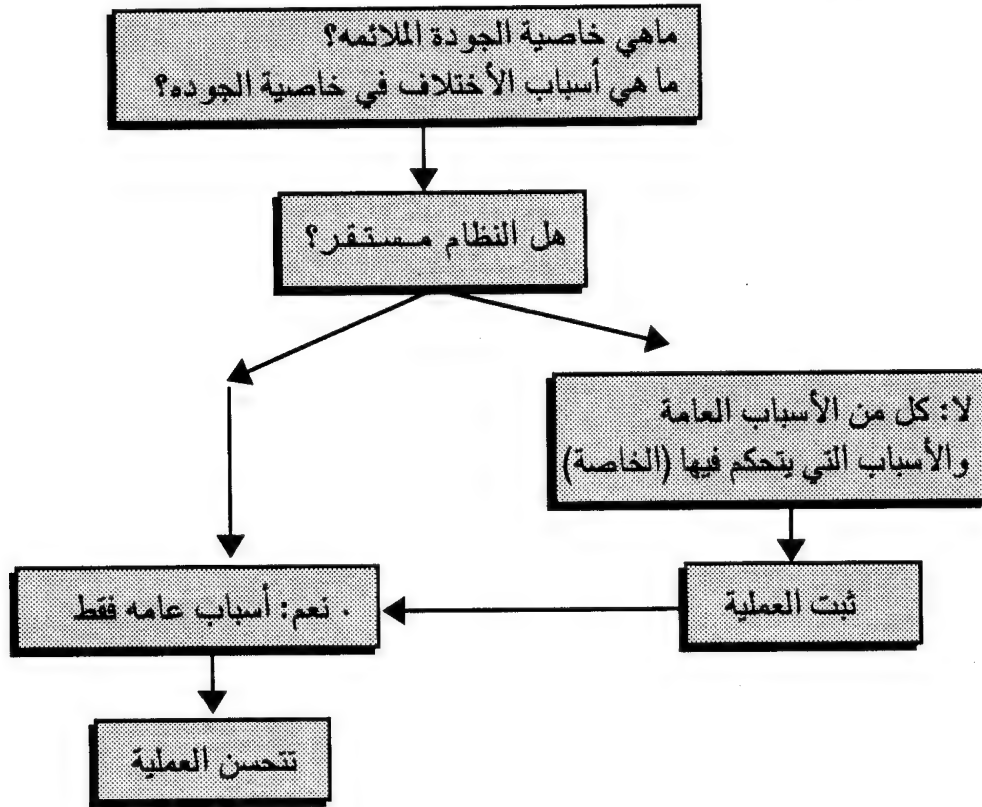 ماهي خاصية الجودة الملائمه؟
ما هي أسباب الأختلاف في خاصية الجوده؟
هل النظام مستقر؟
لا: كل من الأسباب العامة
والأسباب التي يتحكم فيها (الخاصة)
ثبت العملية
. نعم: أسباب عامه فقط
تتحسن العملية